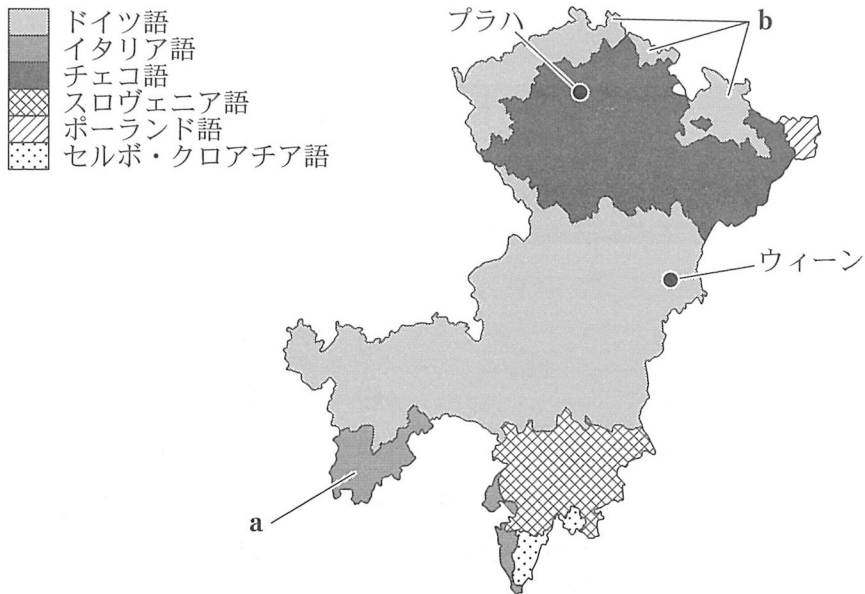 ドイツ語
イタリア語
チェコ語
スロヴェニア語
ポーランド語
セルボ・クロアチア語
プラハ
b
ウィーン
a